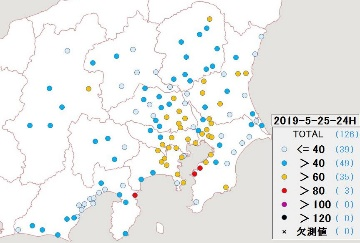 2019-5-25-24H
TOTAL (126)
<= 40 (39)
> 40 (49)
> 60 (35)
> 80 ( 3)
> 100 ( 0)
> 120 ( 0)
× 欠測値 ( 0)